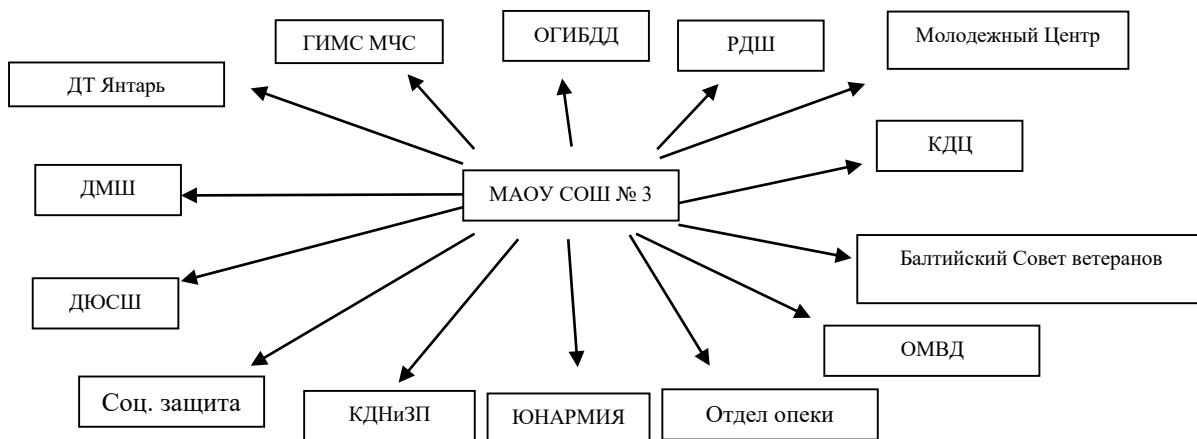 ГИМС МЧС
ОГИБДД
РДШ
Молодежный Центр
ДТ Янтарь
КДЦ
ДМШ
МАОУ СОШ № 3
Балтийский Совет ветеранов
ДЮСШ
ОМВД
Соц. защита
КДНиЗП
ЮНАРМИЯ
Отдел опеки